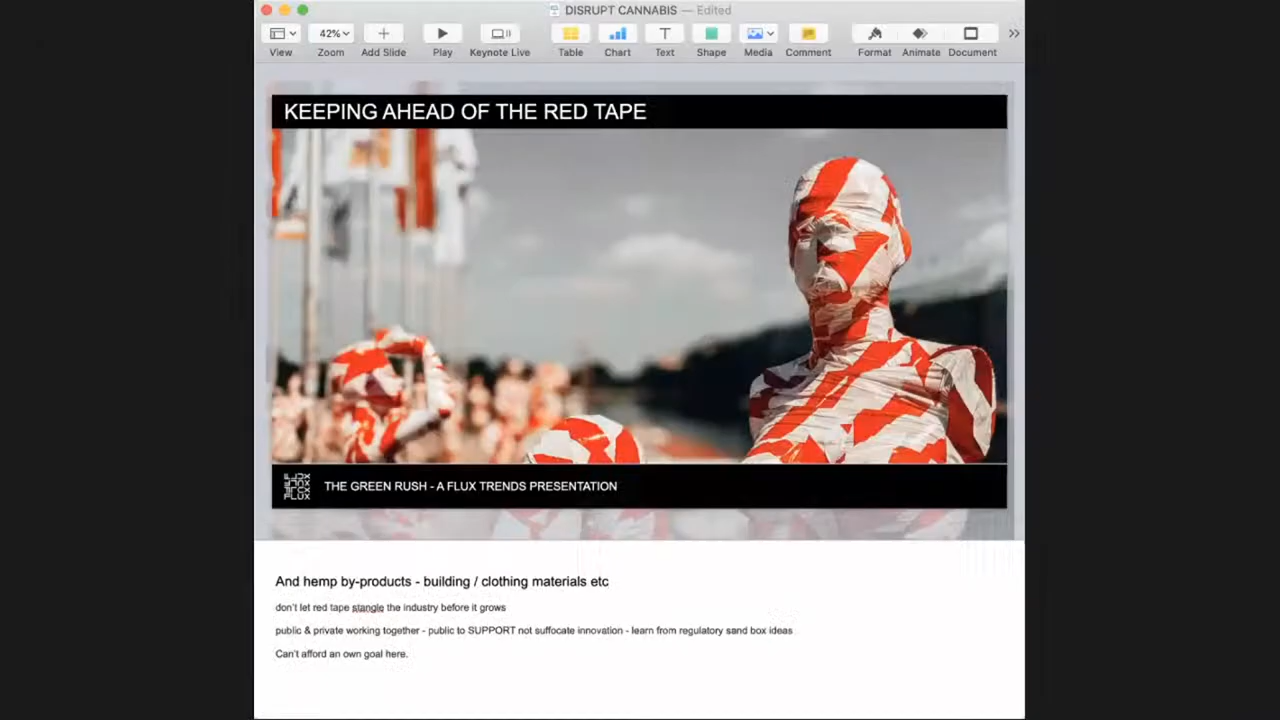 DISRUPT CANNABIS — Edited
42%
View
Zoom
Add Slide
Play
Keynote Live
Table
Chart
Text
Shape
Media
Comment
Format
Animate
Document
KEEPING AHEAD OF THE RED TAPE
FLUX
THE GREEN RUSH - A FLUX TRENDS PRESENTATION
And hemp by-products - building / clothing materials etc
don't let red tape stangle the industry before it grows
public & private working together - public to SUPPORT not suffocate innovation - learn from regulatory sand box ideas
Can't afford an own goal here.